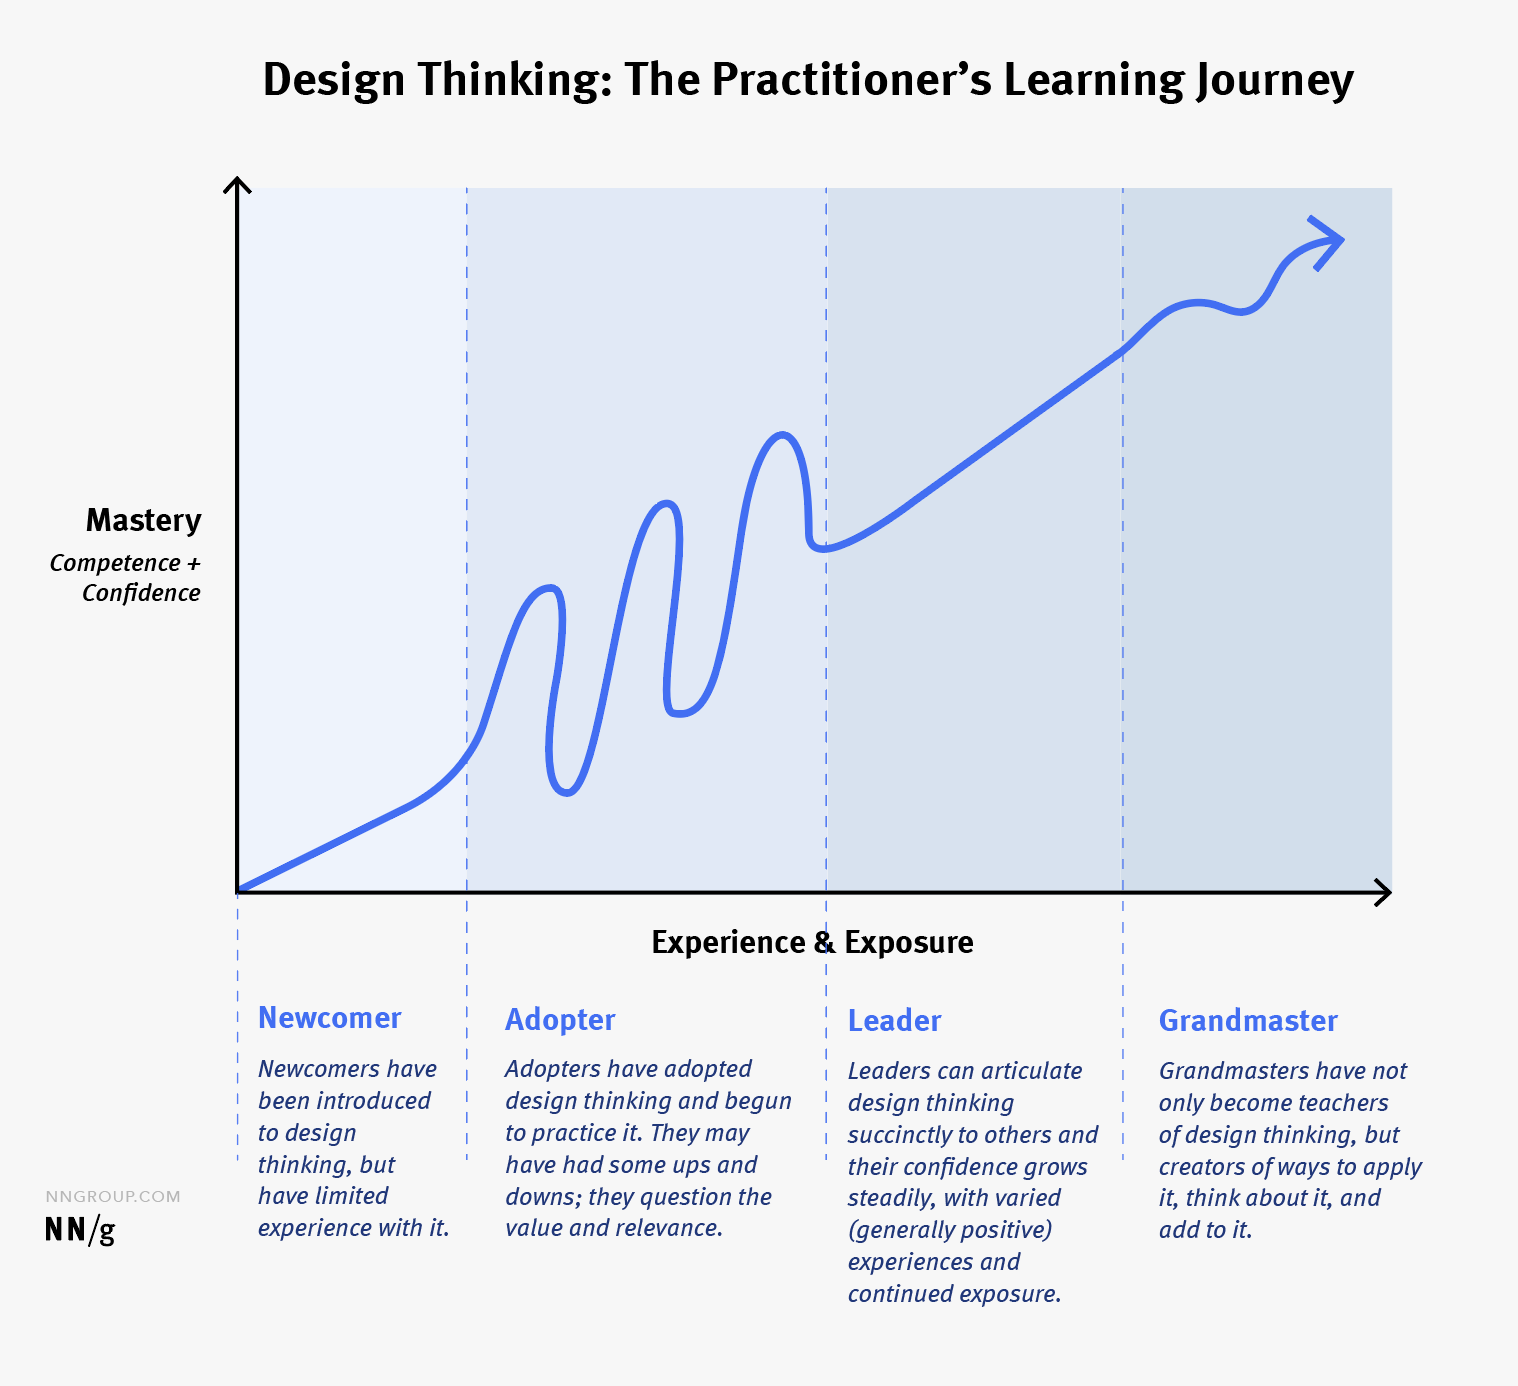 Design Thinking: The Practitioner’s Learning Journey
Mastery
Competence +
Confidence
Experience & Exposure
Newcomer
Newcomers have
been introduced
to design
thinking, but
have limited
experience with it.
Adopter
Adopters have adopted
design thinking and begun
to practice it. They may
have had some ups and
downs; they question the
value and relevance.
Leader
Leaders can articulate
design thinking
succinctly to others and
their confidence grows
steadily, with varied
(generally positive)
experiences and
continued exposure.
Grandmaster
Grandmasters have not
only become teachers
of design thinking, but
creators of ways to apply
it, think about it, and
add to it.
NNGROUP.COM
NN/g